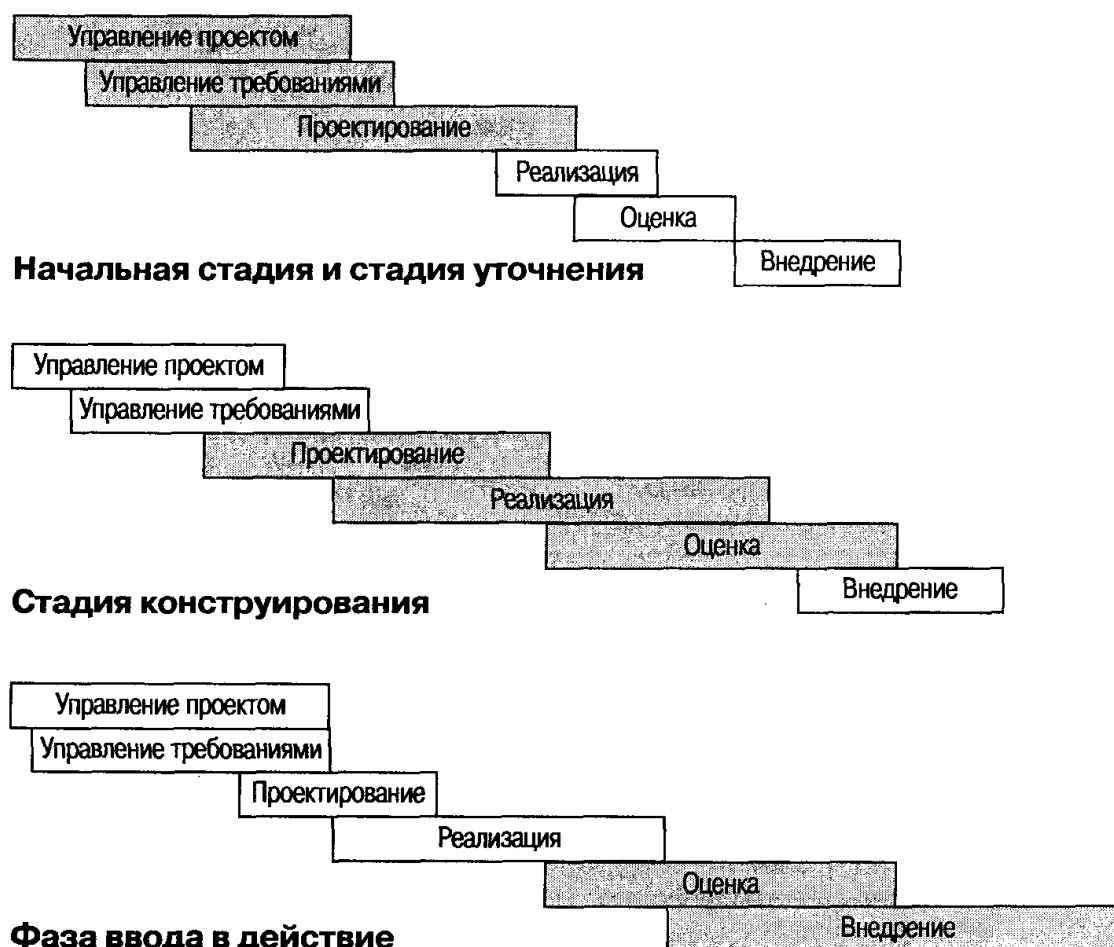 Управление проектом
Управление требованиями
Проектирование
Реализация
Оценка
Внедрение
Начальная стадия и стадия уточнения
Управление проектом
Управление требованиями
Проектирование
Реализация
Оценка
Внедрение
Стадия конструирования
Управление проектом
Управление требованиями
Проектирование
Реализация
Оценка
Внедрение
Фаза ввода в действие